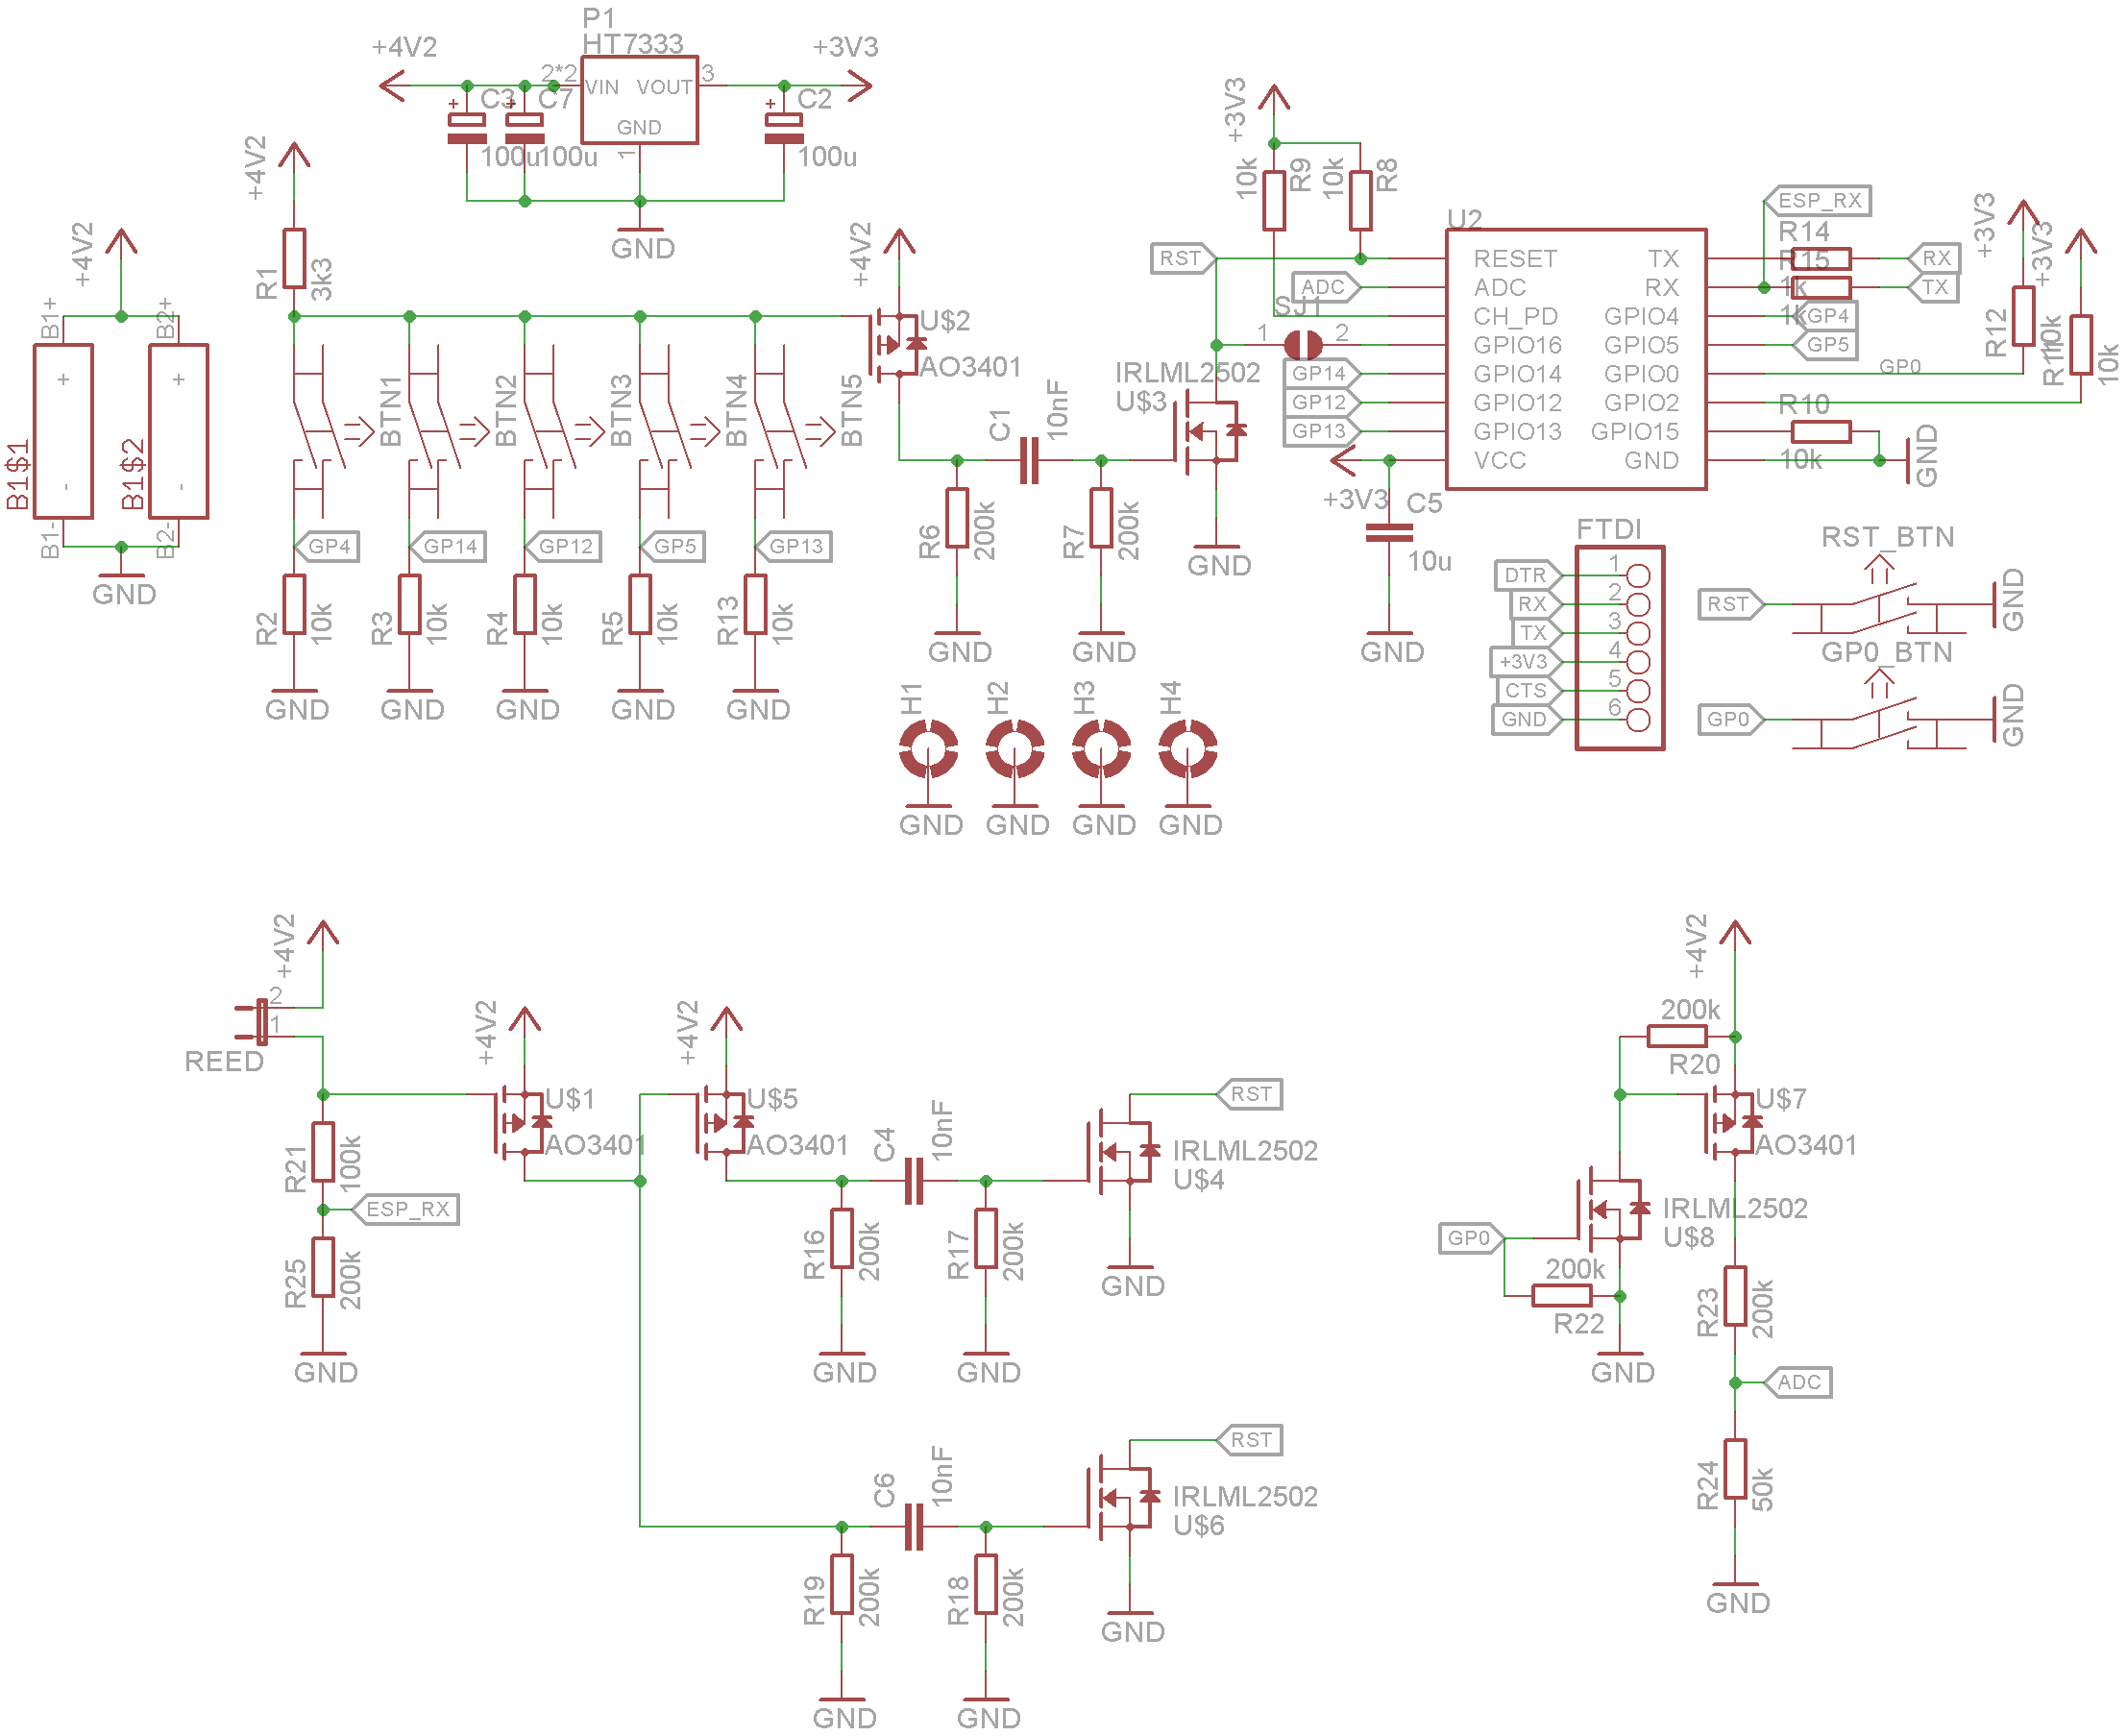 P1
HT7333
+4V2
+3V3
2*2
VIN
VOUT
3
GND
1
C3
C7
C2
100u
100u
100u
GND
+4V2
R1
3k3
+4V2
B1+
B2+
+
+
B1$1
B1$2
-
-
B1-
B2-
GND
BTN1
BTN2
BTN3
BTN4
BTN5
GP4
GP14
GP12
GP5
GP13
R2
10k
R3
10k
R4
10k
R5
10k
R13
10k
GND
GND
GND
GND
GND
+4V2
U$2
AO3401
C1
10nF
R6
200k
R7
200k
GND
GND
IRLML2502
U$3
GND
+3V3
10k
R9
10k
R8
RST
ADC
SJ1
1
2
GP14
GP12
GP13
+3V3
C5
10u
GND
U2
RESET
ADC
CH_PD
GPIO16
GPIO14
GPIO12
GPIO13
VCC
TX
RX
GPIO4
GPIO5
GPIO0
GPIO2
GPIO15
GND
ESP_RX
R14
R15
1k
1k
RX
TX
GP4
GP5
GP0
+3V3
+3V3
R12
10k
R11
10k
R10
10k
GND
FTDI
DTR
1
RX
2
TX
3
+3V3
4
CTS
5
GND
6
RST_BTN
RST
GND
GP0_BTN
GP0
GND
H1
H2
H3
H4
GND
GND
GND
GND
+4V2
2
1
REED
R21
100k
ESP_RX
R25
200k
GND
+4V2
U$1
AO3401
+4V2
U$5
AO3401
C4
10nF
R16
200k
R17
200k
GND
GND
RST
IRLML2502
U$4
GND
C6
10nF
R19
200k
R18
200k
GND
GND
RST
IRLML2502
U$6
GND
+4V2
200k
R20
U$7
AO3401
IRLML2502
U$8
GP0
200k
R22
GND
R23
200k
ADC
R24
50k
GND